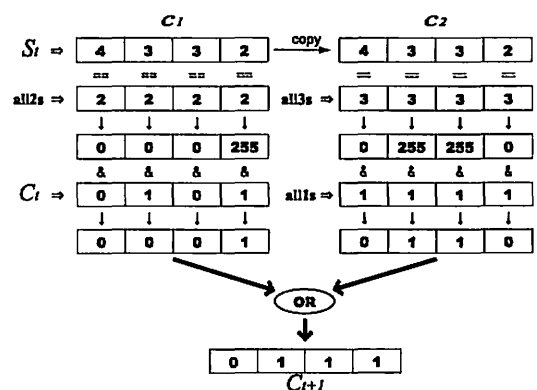 C1 C2
St ⇒ 4 3 3 2 copy 4 3 3 2
== == == == == == == ==
all2s ⇒ 2 2 2 2 all3s ⇒ 3 3 3 3
↓ ↓ ↓ ↓ ↓ ↓ ↓ ↓
0 0 0 255 0 255 255 0
& & & & & & & &
Ct ⇒ 0 1 0 1 all1s ⇒ 1 1 1 1
↓ ↓ ↓ ↓ ↓ ↓ ↓ ↓
0 0 0 1 0 1 1 0
OR
0 1 1 1
Ct+1